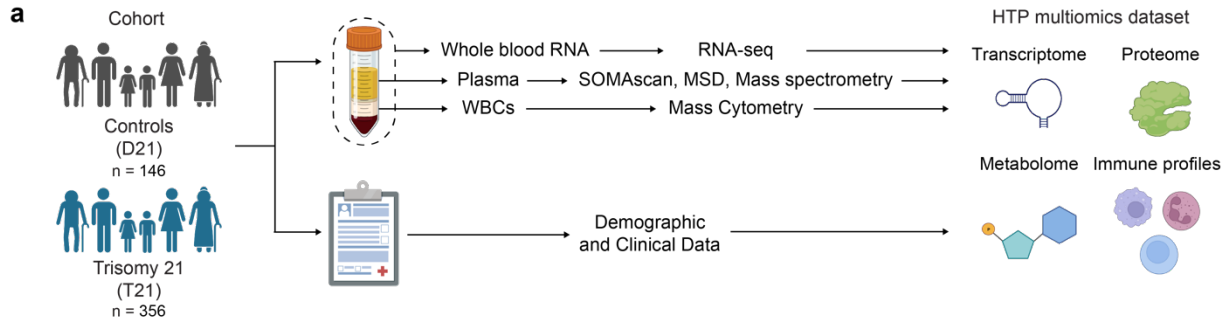 a
Cohort
Controls
(D21)
n = 146
Trisomy 21
(T21)
n = 356
Whole blood RNA
RNA-seq
Plasma
SOMAscan, MSD, Mass spectrometry
WBCs
Mass Cytometry
Demographic
and Clinical Data
HTP multiomics dataset
Transcriptome
Proteome
Metabolome
Immune profiles
P